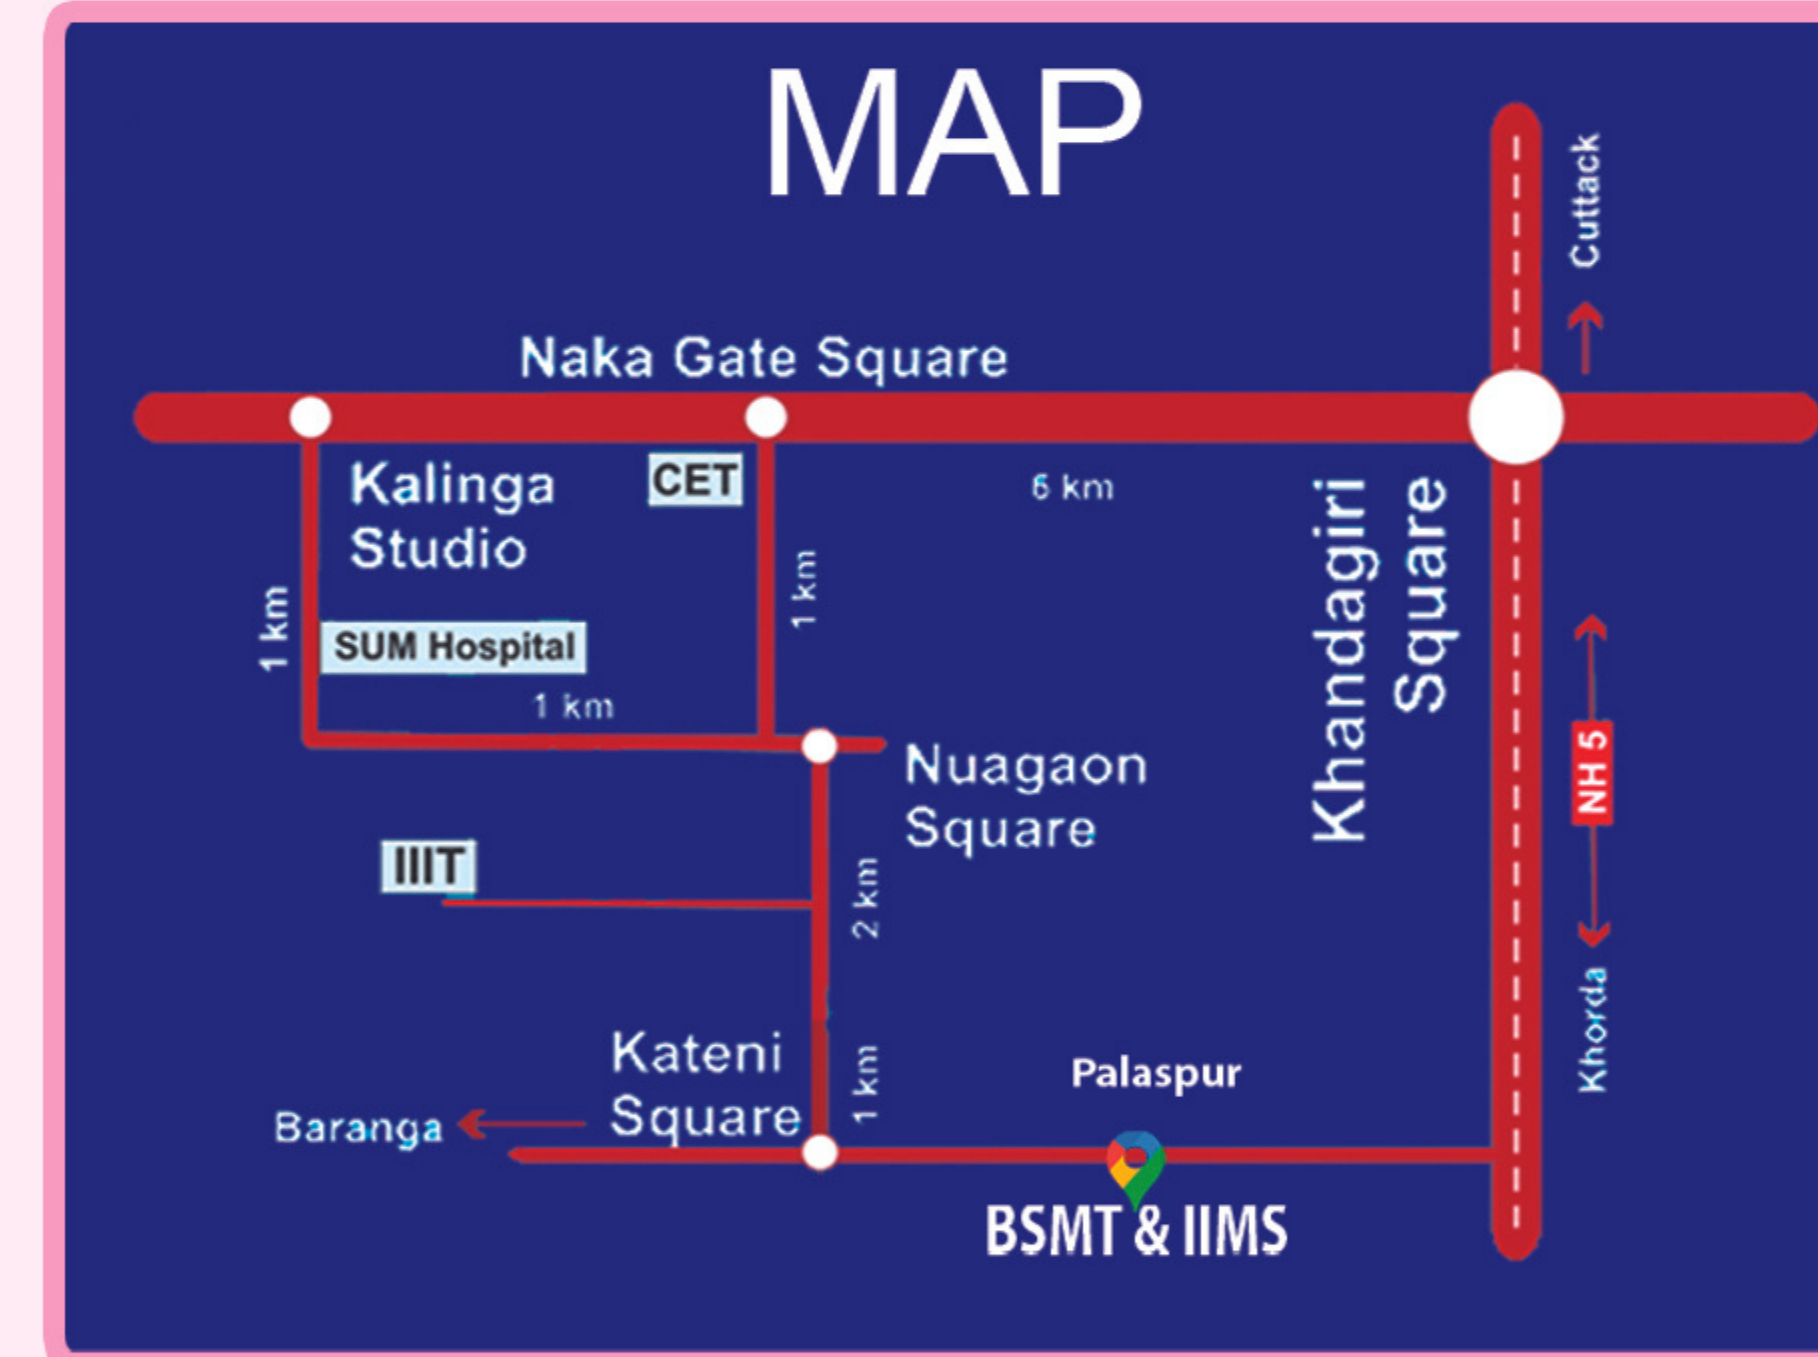 MAP
Cuttack
Naka Gate Square
Kalinga
Studio
CET
6 km
Khandagiri
Square
1 km
1 km
SUM Hospital
1 km
Nuagaon
Square
NH 5
IIIT
2 km
Khorda
Kateni
Square
1 km
Palaspur
Baranga
BSMT & IIMS